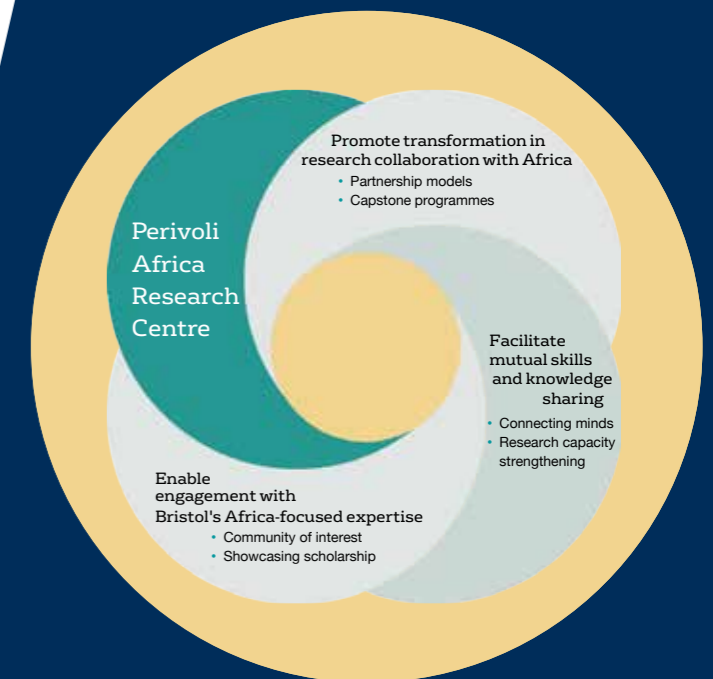 Perivoli
Africa
Research
Centre
Promote transformation in
research collaboration with Africa
• Partnership models
• Capstone programmes
Facilitate
mutual skills
and knowledge
sharing
• Connecting minds
• Research capacity
strengthening
Enable
engagement with
Bristol's Africa-focused expertise
• Community of interest
• Showcasing scholarship